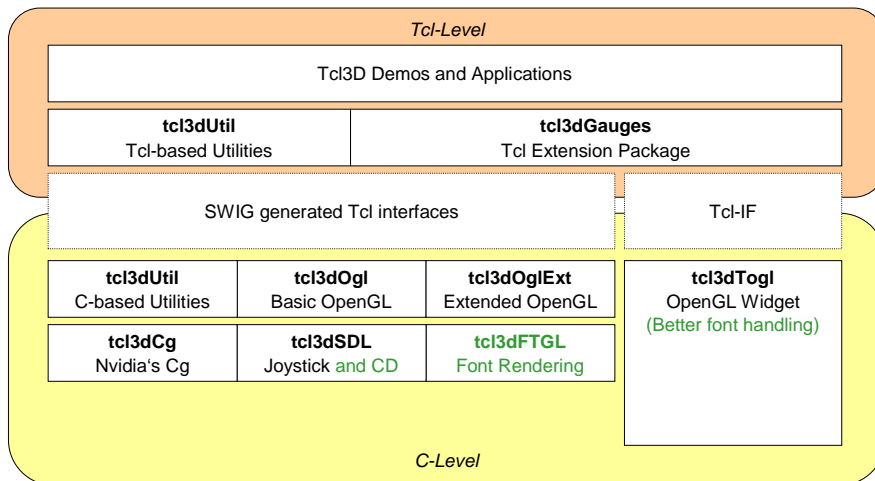 Tcl-Level
Tcl3D Demos and Applications
tcl3dUtil
Tcl-based Utilities
tcl3dGauges
Tcl Extension Package
SWIG generated Tcl interfaces
Tcl-IF
tcl3dUtil
C-based Utilities
tcl3dOgl
Basic OpenGL
tcl3dOglExt
Extended OpenGL
tcl3dTogl
OpenGL Widget
(Better font handling)
tcl3dCg
Nvidia‘s Cg
tcl3dSDL
Joystick and CD
tcl3dFTGL
Font Rendering
C-Level